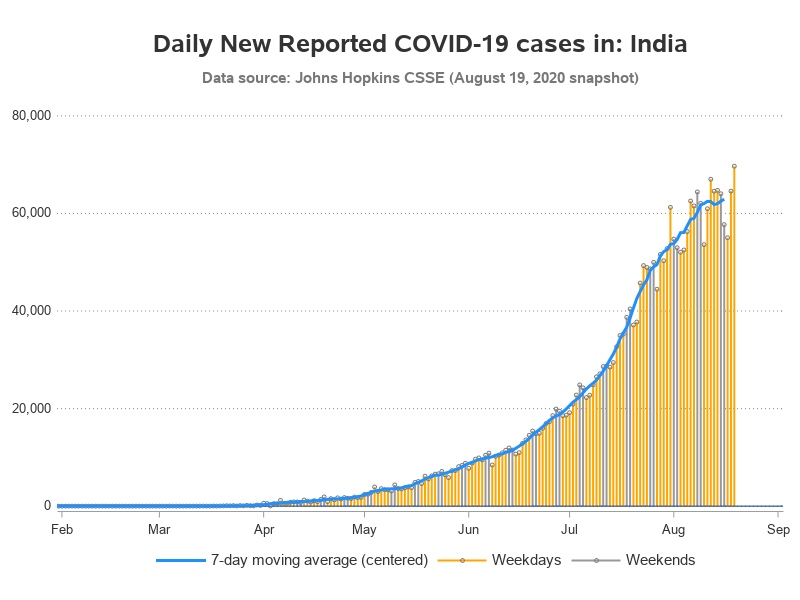 Daily New Reported COVID-19 cases in: India
Data source: Johns Hopkins CSSE (August 19, 2020 snapshot)
80,000
60,000
40,000
20,000
0
Feb Mar Apr May Jun Jul Aug Sep
7-day moving average (centered) Weekdays Weekends